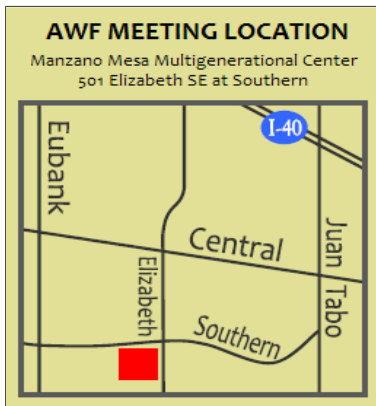 AWF MEETING LOCATION
Manzano Mesa Multigenerational Center
501 Elizabeth SE at Southern
I-40
Eubank
Juan Tabo
Central
Elizabeth
Southern